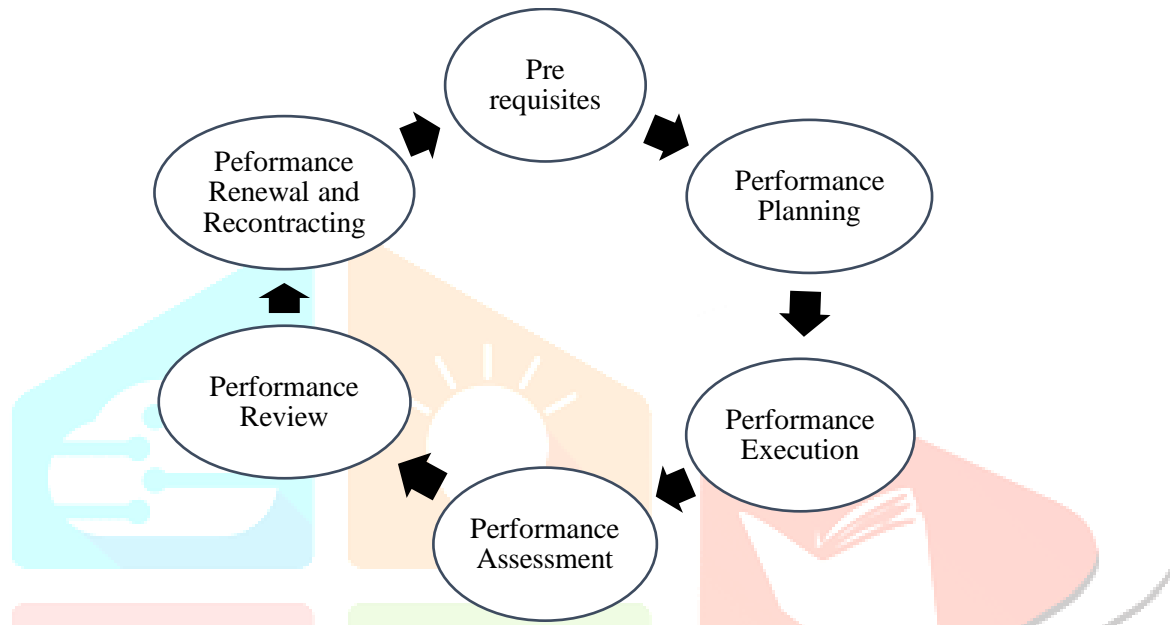 Pre
requisites
Performance
Planning
Performance
Execution
Performance
Assessment
Performance
Review
Peformance
Renewal and
Recontracting